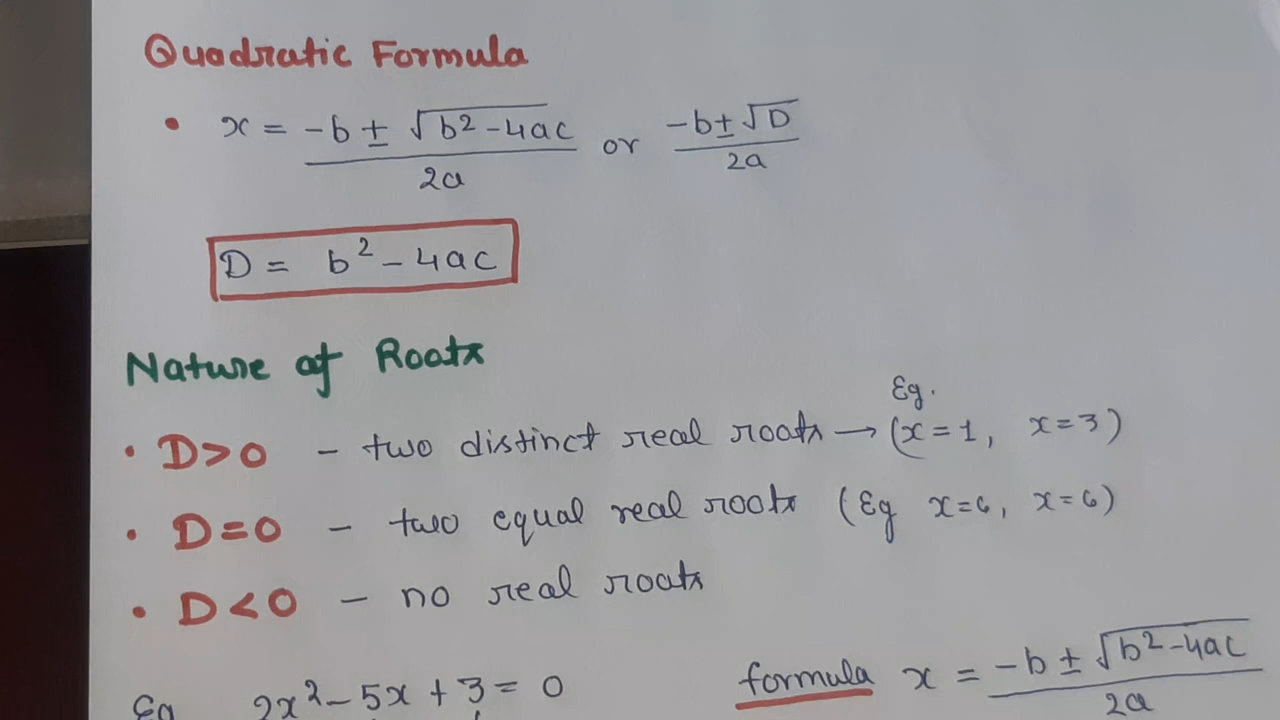 Quadratic Formula
• x = -b ± √b² - 4ac / 2a or -b ± √D / 2a
D = b² - 4ac
Nature of Roots
• D > 0 - two distinct real roots → Eg. (x = 1, x = 3)
• D = 0 - two equal real roots (Eg x = 6, x = 6)
• D < 0 - no real roots
Eg 2x² - 5x + 3 = 0 formula x = -b ± √b² - 4ac / 2a